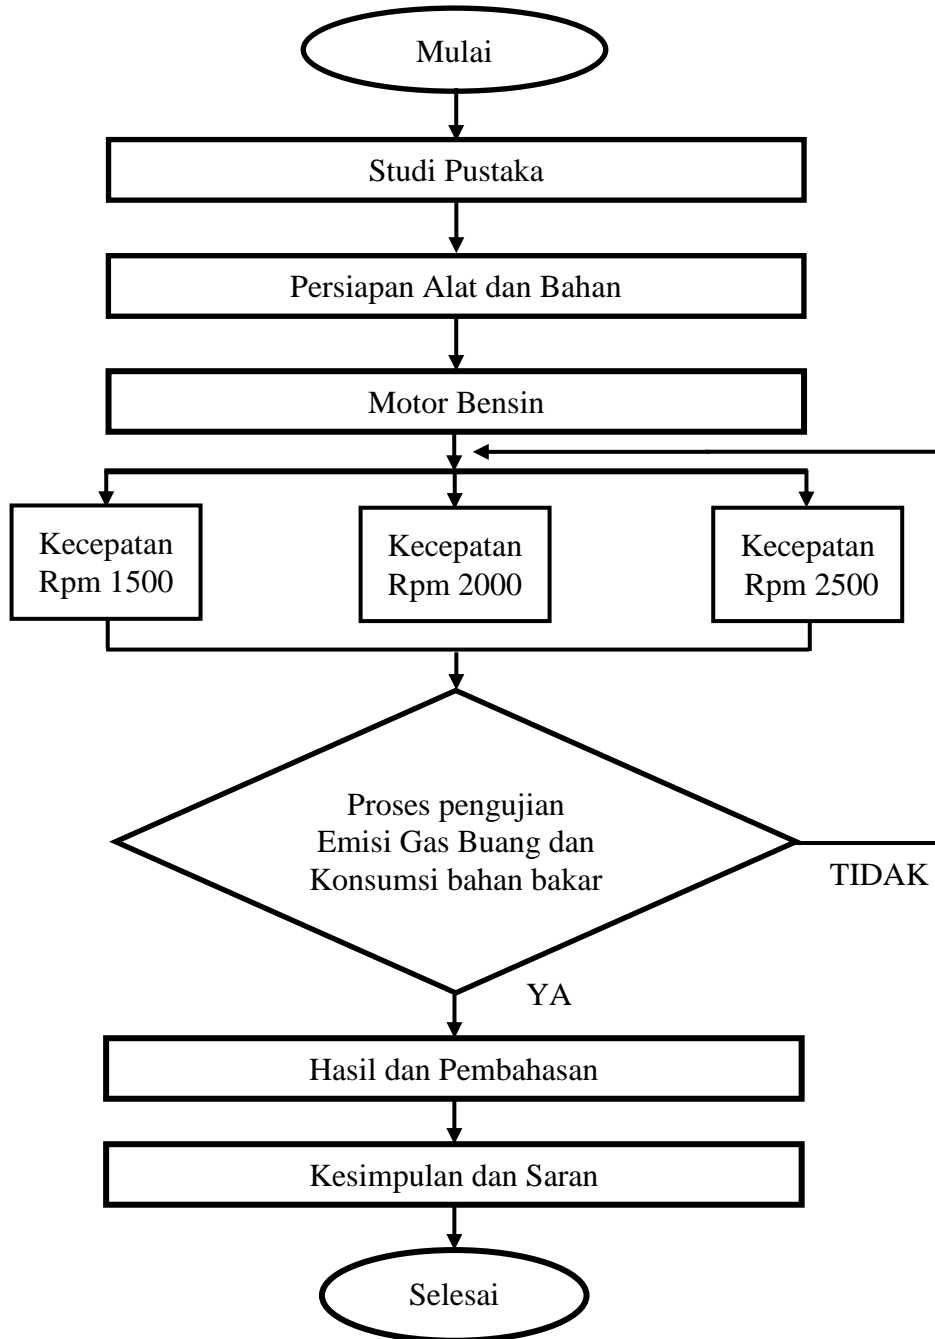 Mulai
Studi Pustaka
Persiapan Alat dan Bahan
Motor Bensin
Kecepatan
Rpm 1500
Kecepatan
Rpm 2000
Kecepatan
Rpm 2500
Proses pengujian
Emisi Gas Buang dan
Konsumsi bahan bakar
TIDAK
YA
Hasil dan Pembahasan
Kesimpulan dan Saran
Selesai